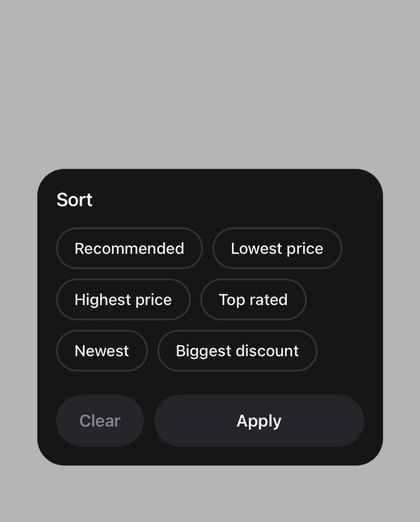 Sort
Recommended Lowest price
Highest price Top rated
Newest Biggest discount
Clear Apply